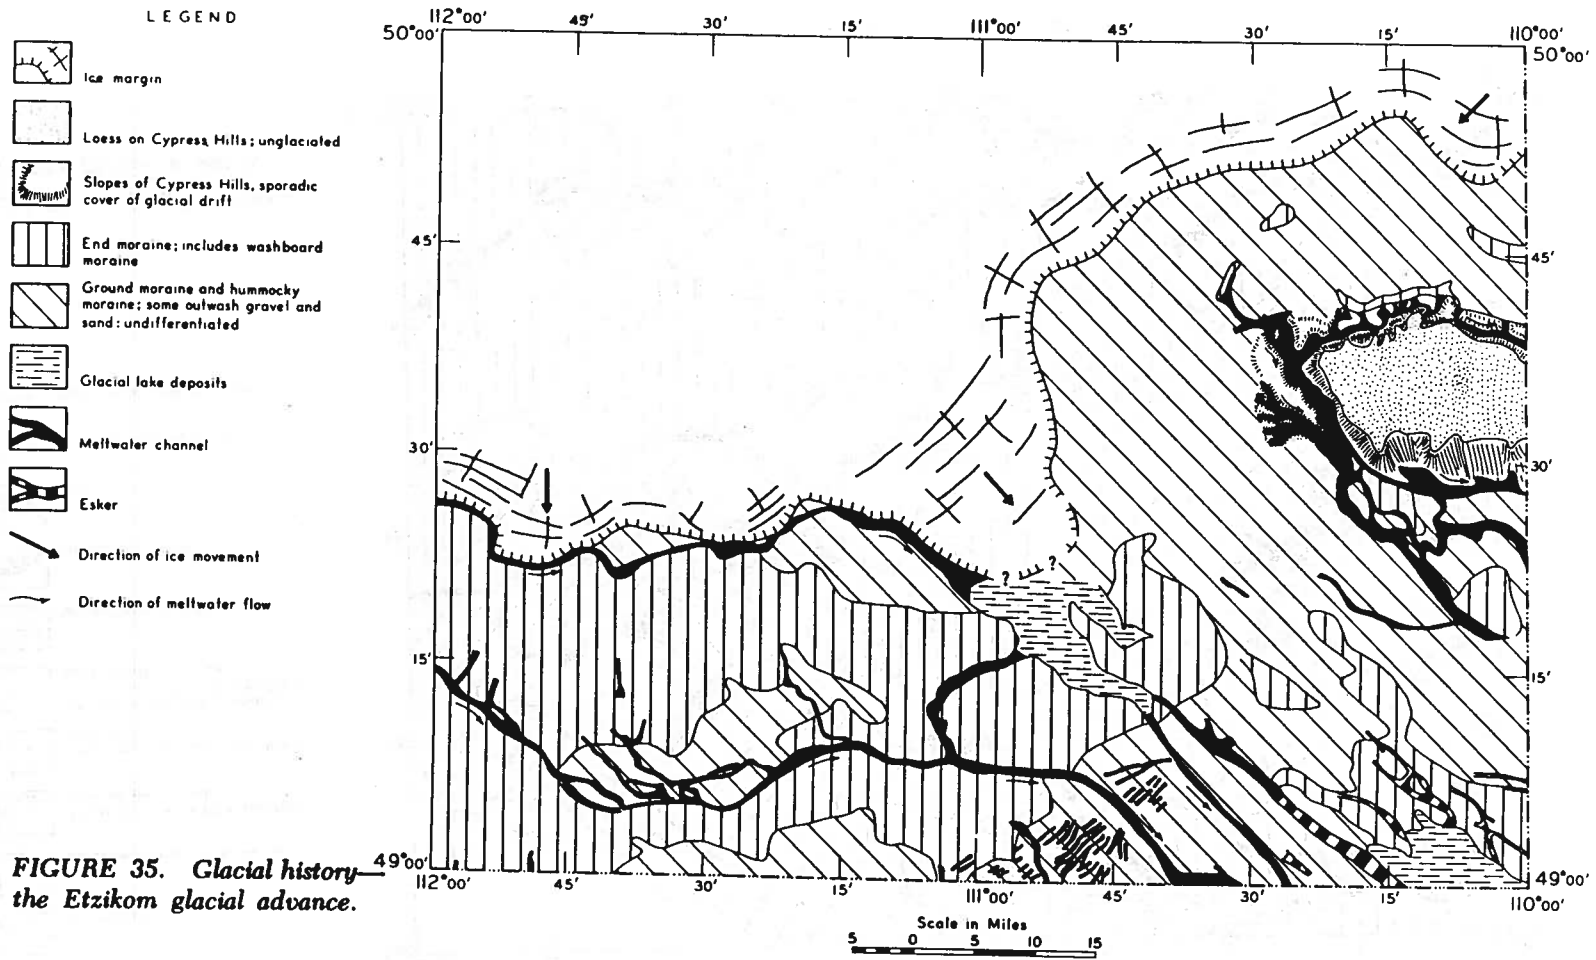 LEGEND
Ice margin
Loess on Cypress Hills; unglaciated
Slopes of Cypress Hills, sporadic
cover of glacial drift
End moraine; includes washboard
moraine
Ground moraine and hummocky
moraine; some outwash gravel and
sand: undifferentiated
Glacial lake deposits
Meltwater channel
Esker
Direction of ice movement
Direction of meltwater flow
FIGURE 35. Glacial history—
the Etzikom glacial advance.
112°00' 45' 30' 15' 111°00' 45' 30' 15' 110°00'
50°00' 50°00'
45' 45'
30' 30'
? ?
15' 15'
49°00' 49°00'
112°00' 45' 30' 15' 111°00' 45' 30' 15' 110°00'
Scale in Miles
5 0 5 10 15